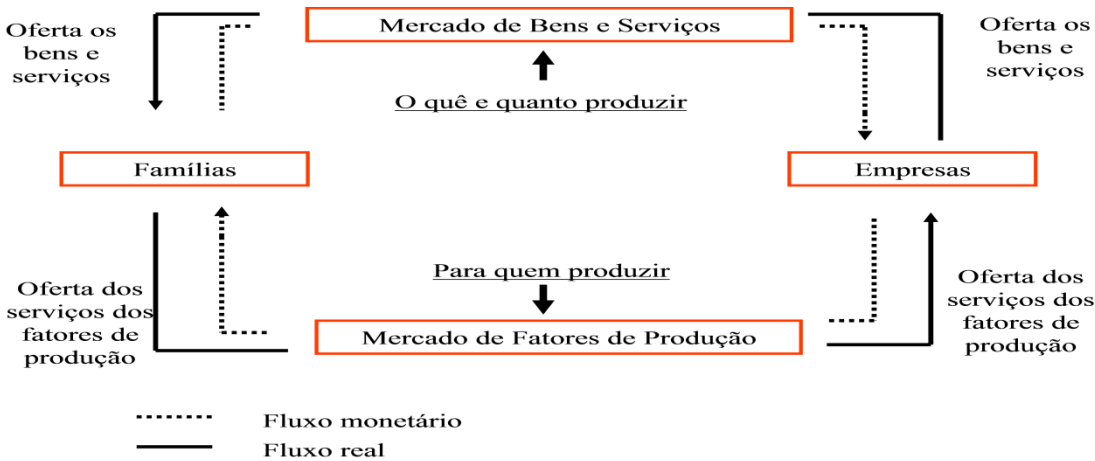 Oferta os
bens e
serviços
Mercado de Bens e Serviços
Oferta os
bens e
serviços
O quê e quanto produzir
Famílias
Empresas
Para quem produzir
Oferta dos
serviços dos
fatores de
produção
Mercado de Fatores de Produção
Oferta dos
serviços dos
fatores de
produção
Fluxo monetário
Fluxo real